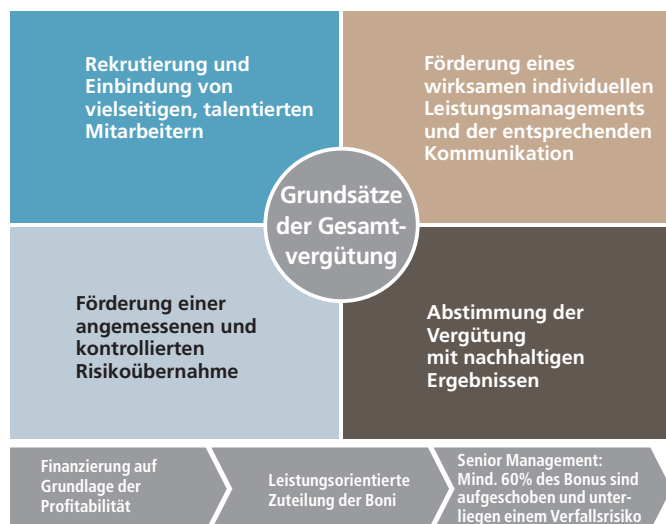 Rekrutierung und
Einbindung von
vielseitigen, talentierten
Mitarbeitern
Förderung eines
wirksamen individuellen
Leistungsmanagements
und der entsprechenden
Kommunikation
Grundsätze
der Gesamt-
vergütung
Förderung einer
angemessenen und
kontrollierten
Risikoübernahme
Abstimmung der
Vergütung
mit nachhaltigen
Ergebnissen
Finanzierung auf
Grundlage der
Profitabilität
Leistungsorientierte
Zuteilung der Boni
Senior Management:
Mind. 60% des Bonus sind
aufgeschoben und unter-
liegen einem Verfallsrisiko